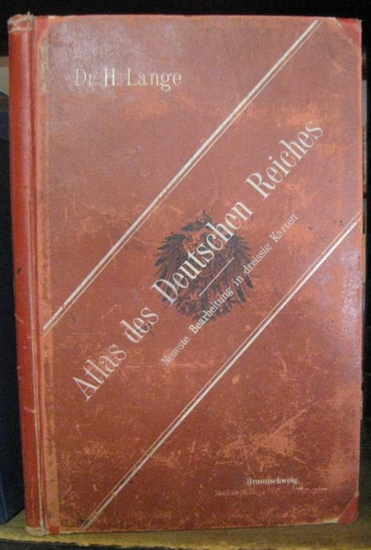 Dr. H. Lange
Atlas des Deutschen Reiches
Neueste Bearbeitung in dreissig Karten
Braunschweig.